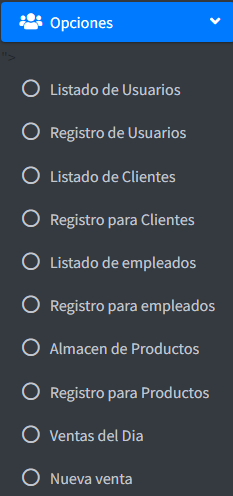 Opciones
">
Listado de Usuarios
Registro de Usuarios
Listado de Clientes
Registro para Clientes
Listado de empleados
Registro para empleados
Almacen de Productos
Registro para Productos
Ventas del Dia
Nueva venta